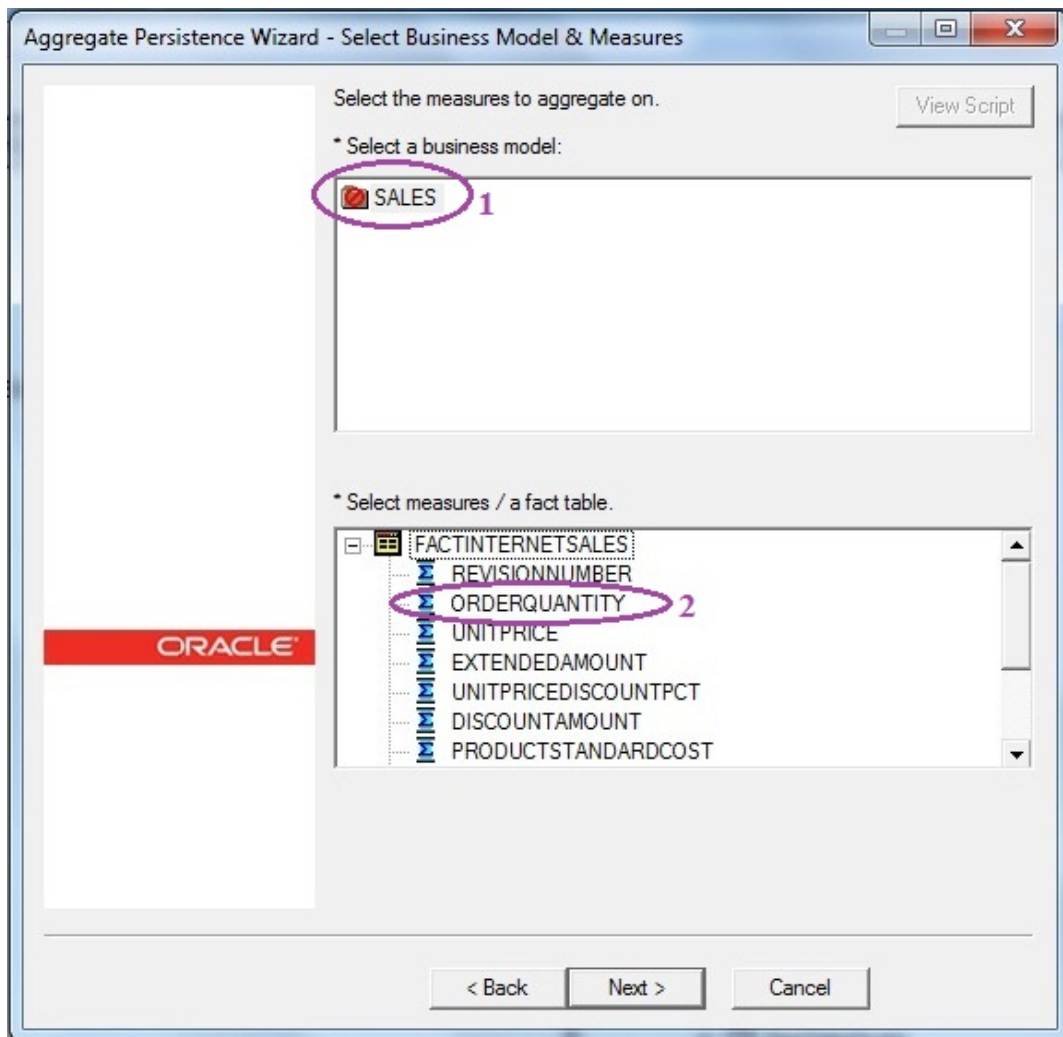 Aggregate Persistence Wizard - Select Business Model & Measures
X
Select the measures to aggregate on.
View Script
* Select a business model:
SALES 1
* Select measures / a fact table.
FACTINTERNETSALES
REVISIONNUMBER
ORDERQUANTITY 2
UNITPRICE
EXTENDEDAMOUNT
UNITPRICEDISCOUNTPCT
DISCOUNTAMOUNT
PRODUCTSTANDARDCOST
ORACLE
< Back Next > Cancel